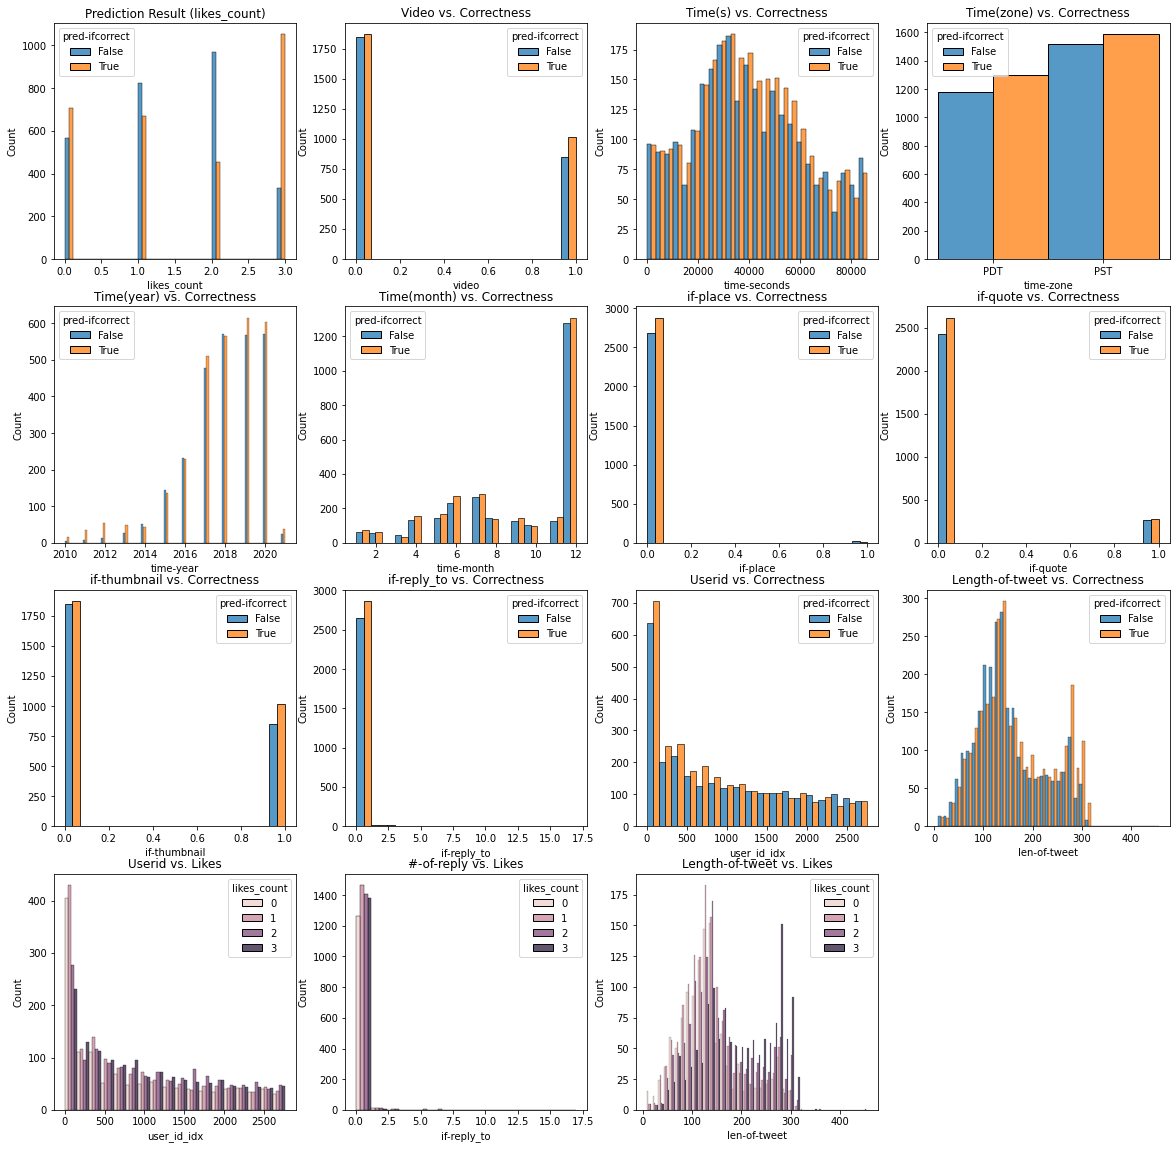 Prediction Result (likes_count)
pred-ifcorrect
False
True
1000
800
600
400
200
0
Count
0.0 0.5 1.0 1.5 2.0 2.5 3.0
likes_count
Video vs. Correctness
pred-ifcorrect
False
True
1750
1500
1250
1000
750
500
250
0
Count
0.0 0.2 0.4 0.6 0.8 1.0
video
Time(s) vs. Correctness
pred-ifcorrect
False
True
175
150
125
100
75
50
25
0
Count
0 20000 40000 60000 80000
time-seconds
Time(zone) vs. Correctness
pred-ifcorrect
False
True
1600
1400
1200
1000
800
600
400
200
0
Count
PDT PST
time-zone
Time(year) vs. Correctness
pred-ifcorrect
False
True
600
500
400
300
200
100
0
Count
2010 2012 2014 2016 2018 2020
time-year
Time(month) vs. Correctness
pred-ifcorrect
False
True
1200
1000
800
600
400
200
0
Count
2 4 6 8 10 12
time-month
if-place vs. Correctness
pred-ifcorrect
False
True
3000
2500
2000
1500
1000
500
0
Count
0.0 0.2 0.4 0.6 0.8 1.0
if-place
if-quote vs. Correctness
pred-ifcorrect
False
True
2500
2000
1500
1000
500
0
Count
0.0 0.2 0.4 0.6 0.8 1.0
if-quote
if-thumbnail vs. Correctness
pred-ifcorrect
False
True
1750
1500
1250
1000
750
500
250
0
Count
0.0 0.2 0.4 0.6 0.8 1.0
if-thumbnail
if-reply_to vs. Correctness
pred-ifcorrect
False
True
3000
2500
2000
1500
1000
500
0
Count
0.0 2.5 5.0 7.5 10.0 12.5 15.0 17.5
if-reply_to
Userid vs. Correctness
pred-ifcorrect
False
True
700
600
500
400
300
200
100
0
Count
0 500 1000 1500 2000 2500
user_id_idx
Length-of-tweet vs. Correctness
pred-ifcorrect
False
True
300
250
200
150
100
50
0
Count
0 100 200 300 400
len-of-tweet
Userid vs. Likes
likes_count
0
1
2
3
400
300
200
100
0
Count
0 500 1000 1500 2000 2500
user_id_idx
#-of-reply vs. Likes
likes_count
0
1
2
3
1400
1200
1000
800
600
400
200
0
Count
0.0 2.5 5.0 7.5 10.0 12.5 15.0 17.5
if-reply_to
Length-of-tweet vs. Likes
likes_count
0
1
2
3
175
150
125
100
75
50
25
0
Count
0 100 200 300 400
len-of-tweet